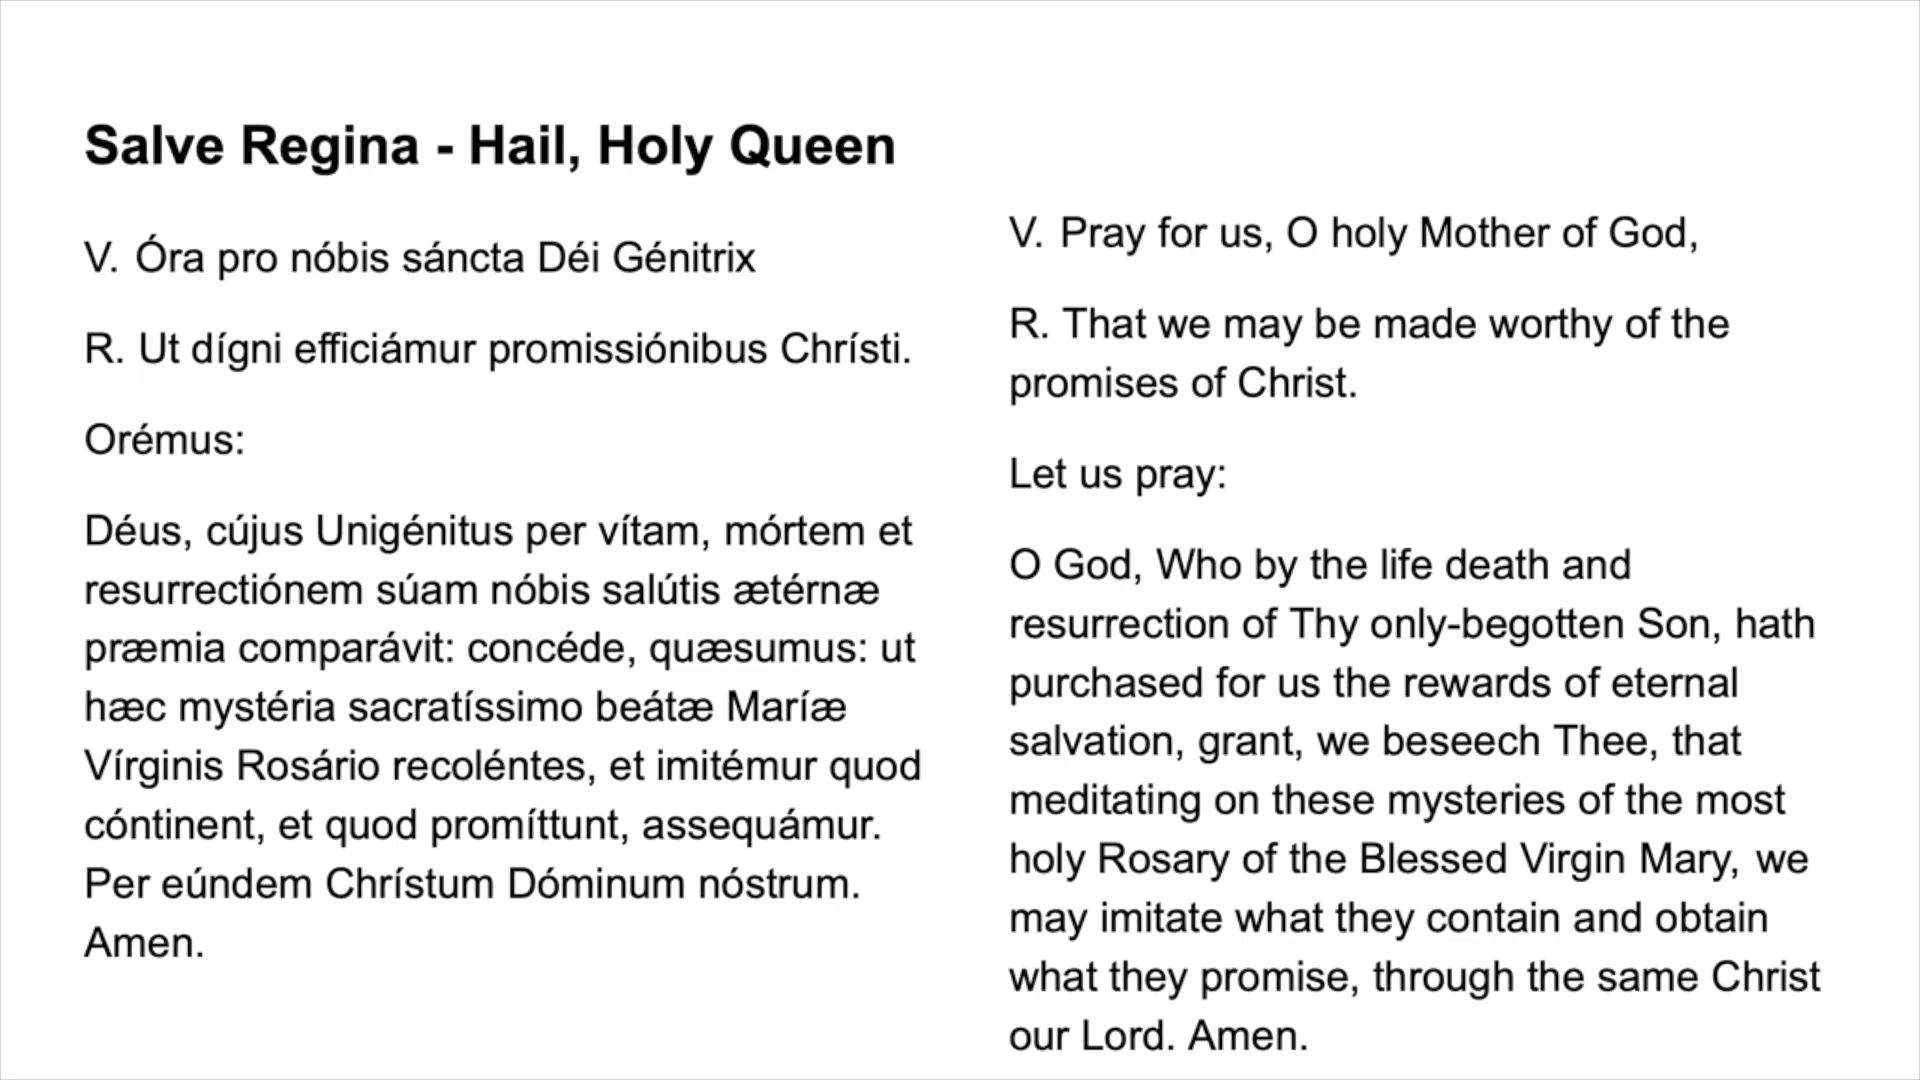 Salve Regina - Hail, Holy Queen
V. Óra pro nóbis sáncta Déi Génitrix
R. Ut dígni efficiámur promissiónibus Chrísti.
Orémus:
Déus, cújus Unigénitus per vítam, mórtem et
resurrectiónem súam nóbis salútis ætérnæ
præmia comparávit: concéde, quæsumus: ut
hæc mystéria sacratíssimo beátæ Maríæ
Vírginis Rosário recoléntes, et imitémur quod
cóntinent, et quod promíttunt, assequámur.
Per eúndem Chrístum Dóminum nóstrum.
Amen.
V. Pray for us, O holy Mother of God,
R. That we may be made worthy of the
promises of Christ.
Let us pray:
O God, Who by the life death and
resurrection of Thy only-begotten Son, hath
purchased for us the rewards of eternal
salvation, grant, we beseech Thee, that
meditating on these mysteries of the most
holy Rosary of the Blessed Virgin Mary, we
may imitate what they contain and obtain
what they promise, through the same Christ
our Lord. Amen.